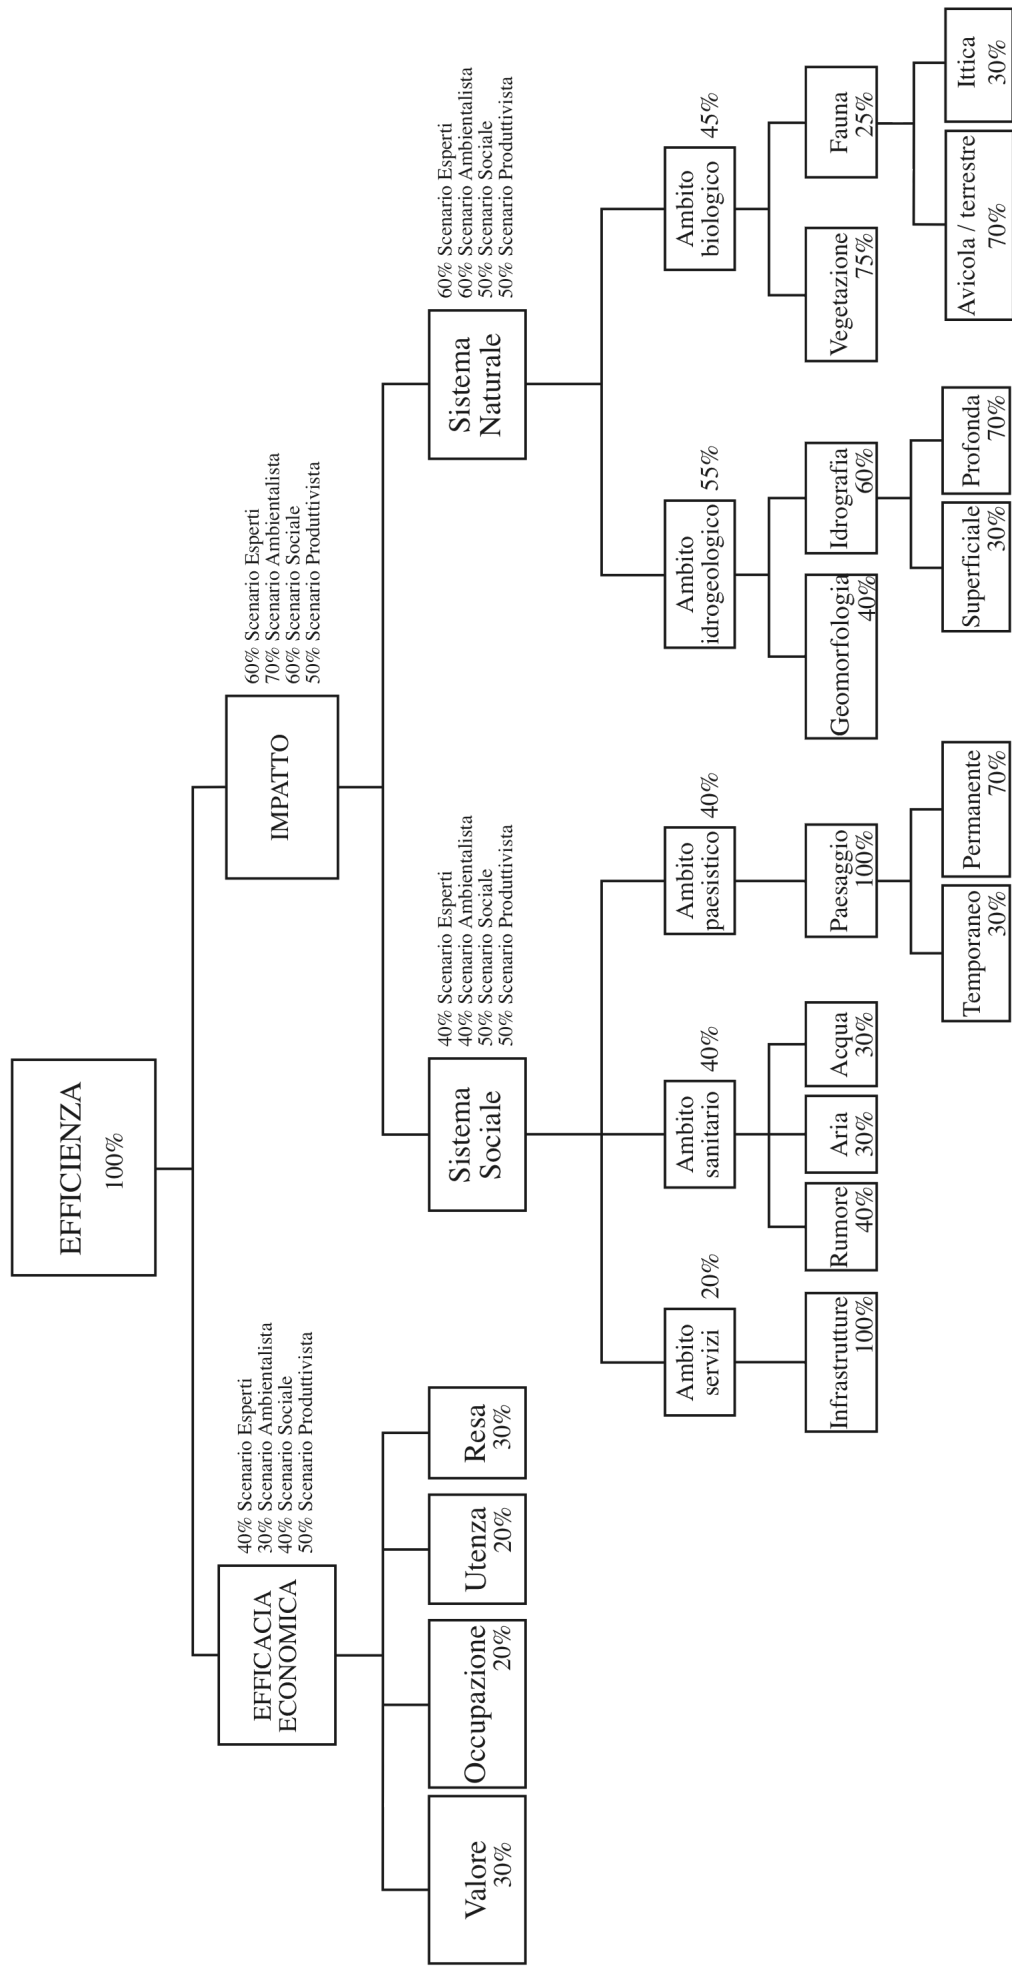 EFFICIENZA
100%
EFFICACIA
ECONOMICA
40% Scenario Esperti
30% Scenario Ambientalista
40% Scenario Sociale
50% Scenario Produttivista
IMPATTO
60% Scenario Esperti
70% Scenario Ambientalista
60% Scenario Sociale
50% Scenario Produttivista
Valore
30%
Occupazione
20%
Utenza
20%
Resa
30%
Sistema
Sociale
40% Scenario Esperti
40% Scenario Ambientalista
50% Scenario Sociale
50% Scenario Produttivista
Sistema
Naturale
60% Scenario Esperti
60% Scenario Ambientalista
50% Scenario Sociale
50% Scenario Produttivista
Ambito
servizi
20%
Ambito
sanitario
40%
Ambito
paesistico
40%
Ambito
idrogeologico
55%
Ambito
biologico
45%
Infrastrutture
100%
Rumore
40%
Aria
30%
Acqua
30%
Paesaggio
100%
Geomorfologia
40%
Idrografia
60%
Vegetazione
75%
Fauna
25%
Temporaneo
30%
Permanente
70%
Superficiale
30%
Profonda
70%
Avicola / terrestre
70%
Ittica
30%